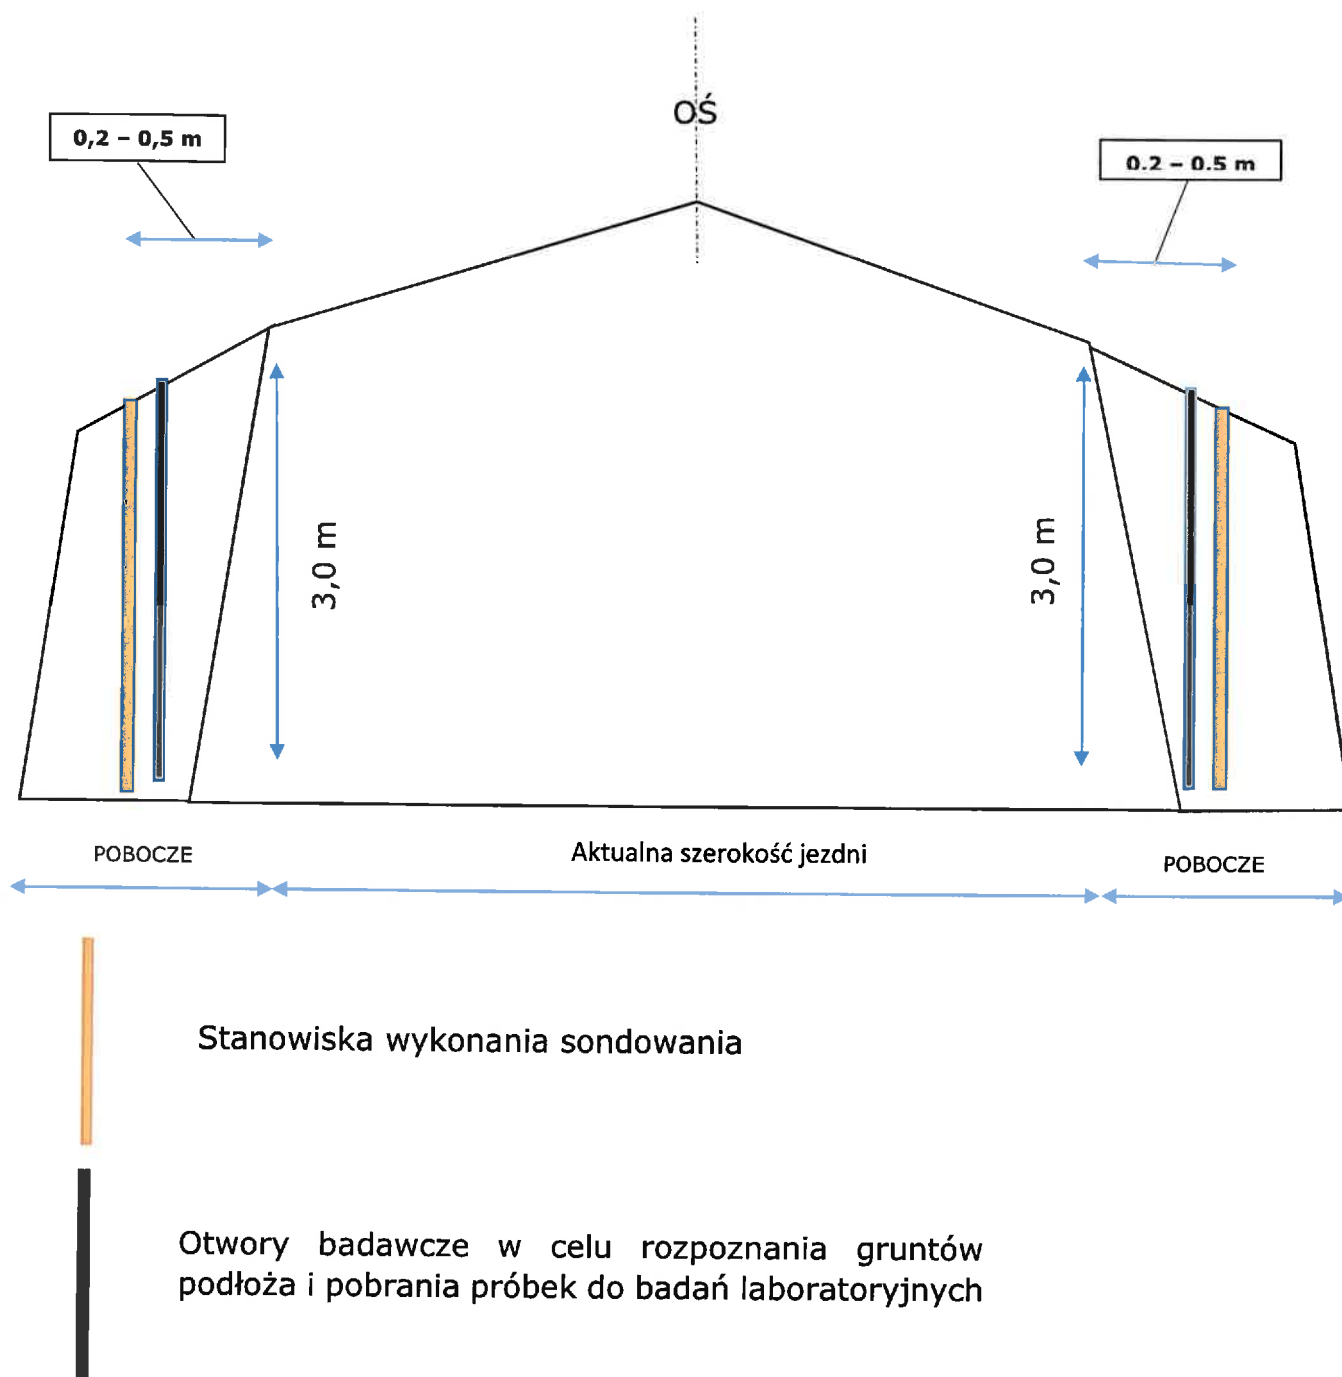 OŚ
0,2 – 0,5 m
0.2 – 0.5 m
3,0 m
3,0 m
POBOCZE
Aktualna szerokość jezdni
POBOCZE
Stanowiska wykonania sondowania
Otwory badawcze w celu rozpoznania gruntów
podłoża i pobrania próbek do badań laboratoryjnych